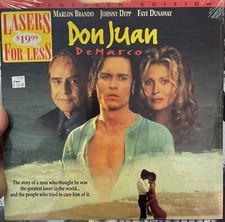 WIDESCREEN EDITION
LASERS
$19.99
FOR LESS
MARLON BRANDO JOHNNY DEPP FAYE DUNAWAY
Don Juan
DeMarco
The story of a man who thought he was
the greatest lover in the world...
and the people who tried to cure him of it.